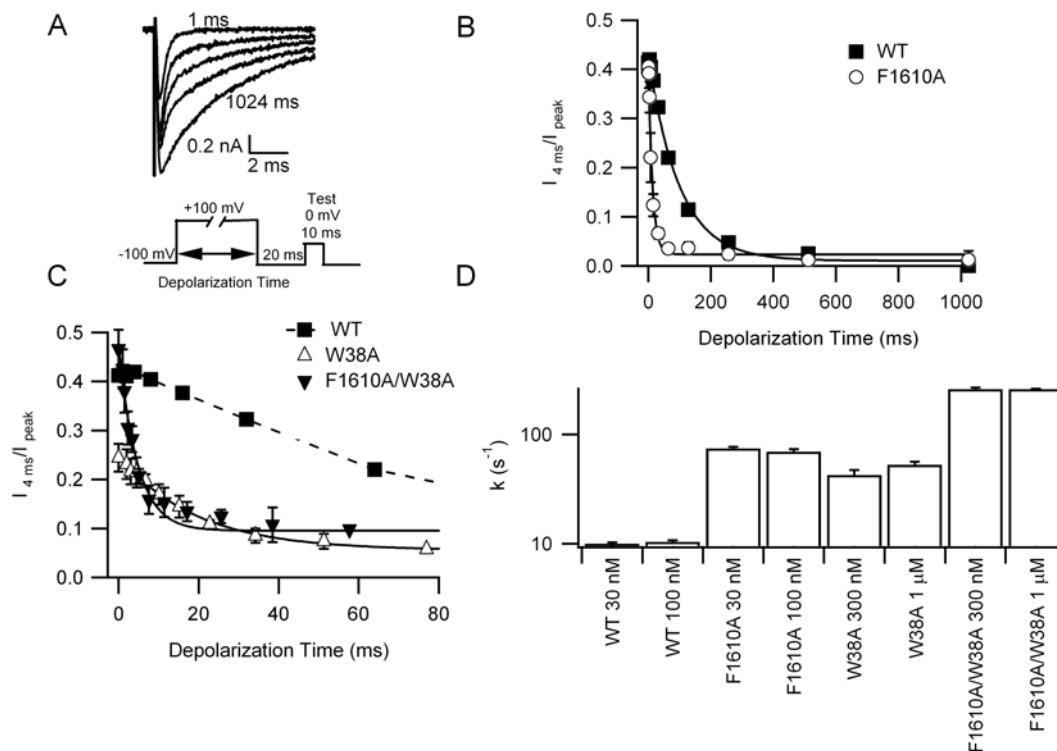 A
1 ms
1024 ms
0.2 nA
2 ms
+100 mV
Test
0 mV
10 ms
-100 mV
20 ms
Depolarization Time
B
WT
F1610A
I 4 ms/I peak
0.5
0.4
0.3
0.2
0.1
0.0
0 200 400 600 800 1000
Depolarization Time (ms)
C
WT
W38A
F1610A/W38A
I 4 ms/I peak
0.5
0.4
0.3
0.2
0.1
0.0
0 20 40 60 80
Depolarization Time (ms)
D
k (s-1)
100
10
WT 30 nM
WT 100 nM
F1610A 30 nM
F1610A 100 nM
W38A 300 nM
W38A 1 μM
F1610A/W38A 300 nM
F1610A/W38A 1 μM